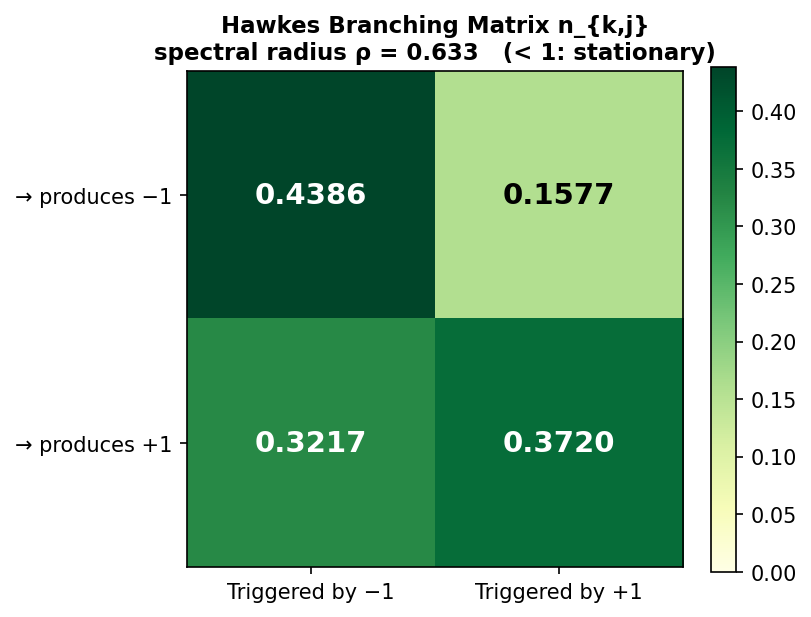 Hawkes Branching Matrix n_{k,j}
spectral radius ρ = 0.633   (< 1: stationary)
→ produces −1
0.4386
0.1577
→ produces +1
0.3217
0.3720
Triggered by −1
Triggered by +1
0.40
0.35
0.30
0.25
0.20
0.15
0.10
0.05
0.00